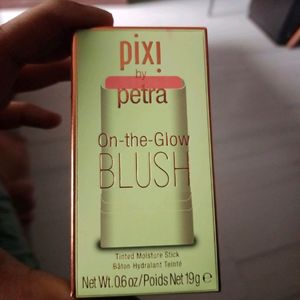 pixi
by
petra
On-the-Glow
BLUSH
Tinted Moisture Stick
Bâton Hydratant Teinté
Net Wt. 0.6 oz/Poids Net 19g ℮